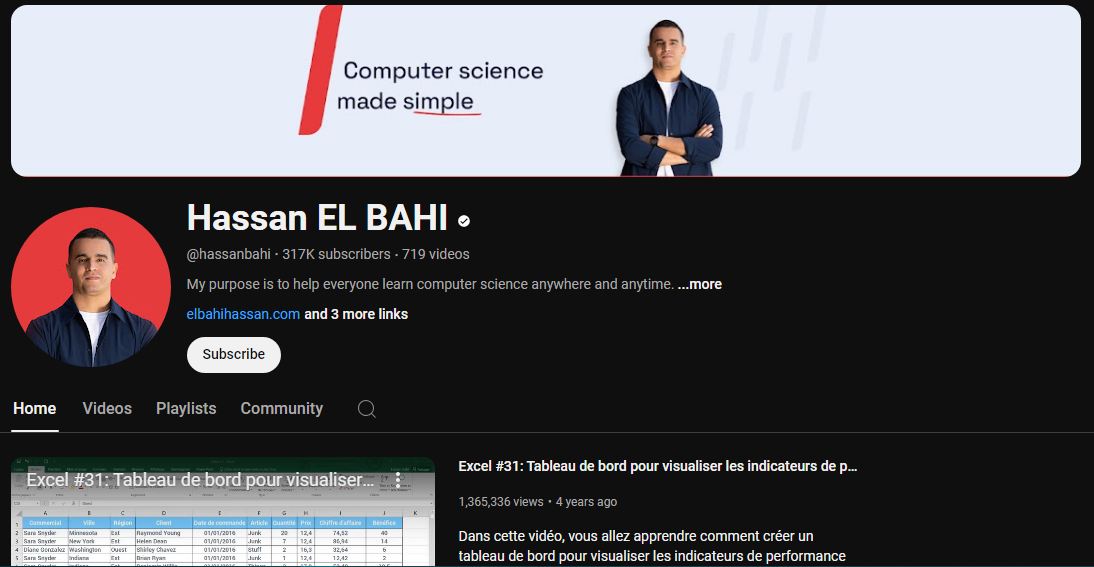 Computer science
made simple
Hassan EL BAHI
@hassanbahi · 317K subscribers · 719 videos
My purpose is to help everyone learn computer science anywhere and anytime. ...more
elbahihassan.com and 3 more links
Subscribe
Home Videos Playlists Community
Excel #31: Tableau de bord pour visualiser...
Excel #31: Tableau de bord pour visualiser les indicateurs de p...
1,365,336 views · 4 years ago
Dans cette vidéo, vous allez apprendre comment créer un
tableau de bord pour visualiser les indicateurs de performance
Commercial Ville Région Client Date de commande Article Quantité Prix Chiffre d'affaire Bénéfice
Sara Snyder Minnesota Est Raymond Young 01/01/2016 Junk 20 12,4 74,52 40
Sara Snyder New York Est Helen Dean 01/01/2016 Junk 7 12,4 86,94 14
Diane Gonzalez Washington Ouest Shirley Chavez 01/01/2016 Stuff 2 16,3 32,64 6
Sara Snyder Indiana Est Brian Ryan 01/01/2016 Junk 1 12,4 12,42 2